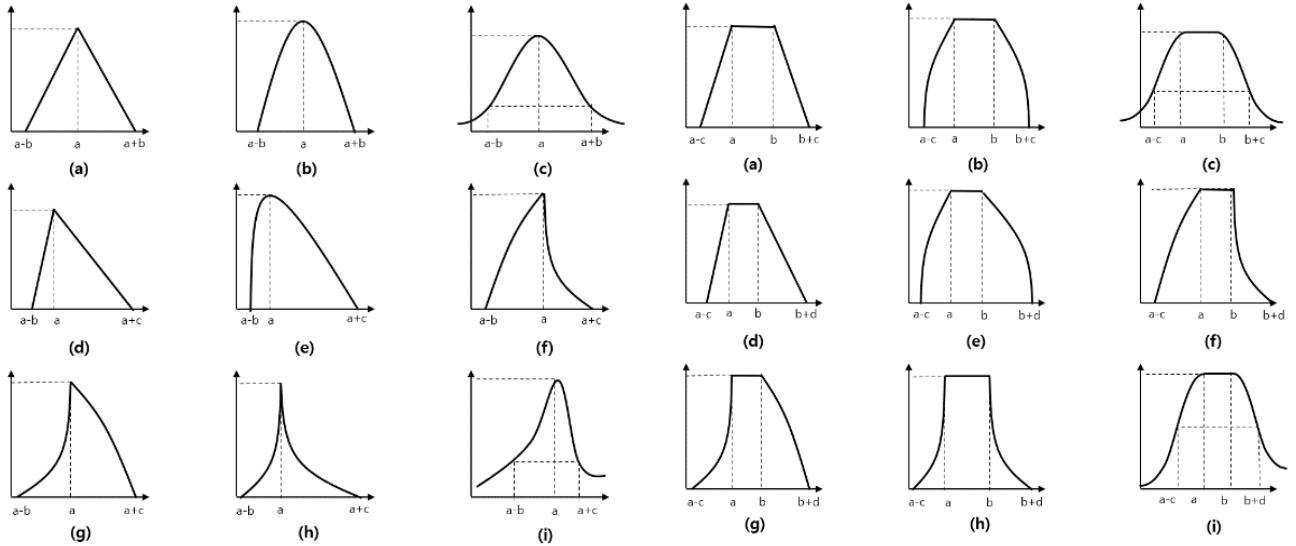 a-b a a+b
(a)
a-b a a+b
(b)
a-b a a+b
(c)
a-c a b b+c
(a)
a-c a b b+c
(b)
a-c a b b+c
(c)
a-b a a+c
(d)
a-b a a+c
(e)
a-b a a+c
(f)
a-c a b b+d
(d)
a-c a b b+d
(e)
a-c a b b+d
(f)
a-b a a+c
(g)
a-b a a+c
(h)
a-b a a+c
(i)
a-c a b b+d
(g)
a-c a b b+d
(h)
a-c a b b+d
(i)